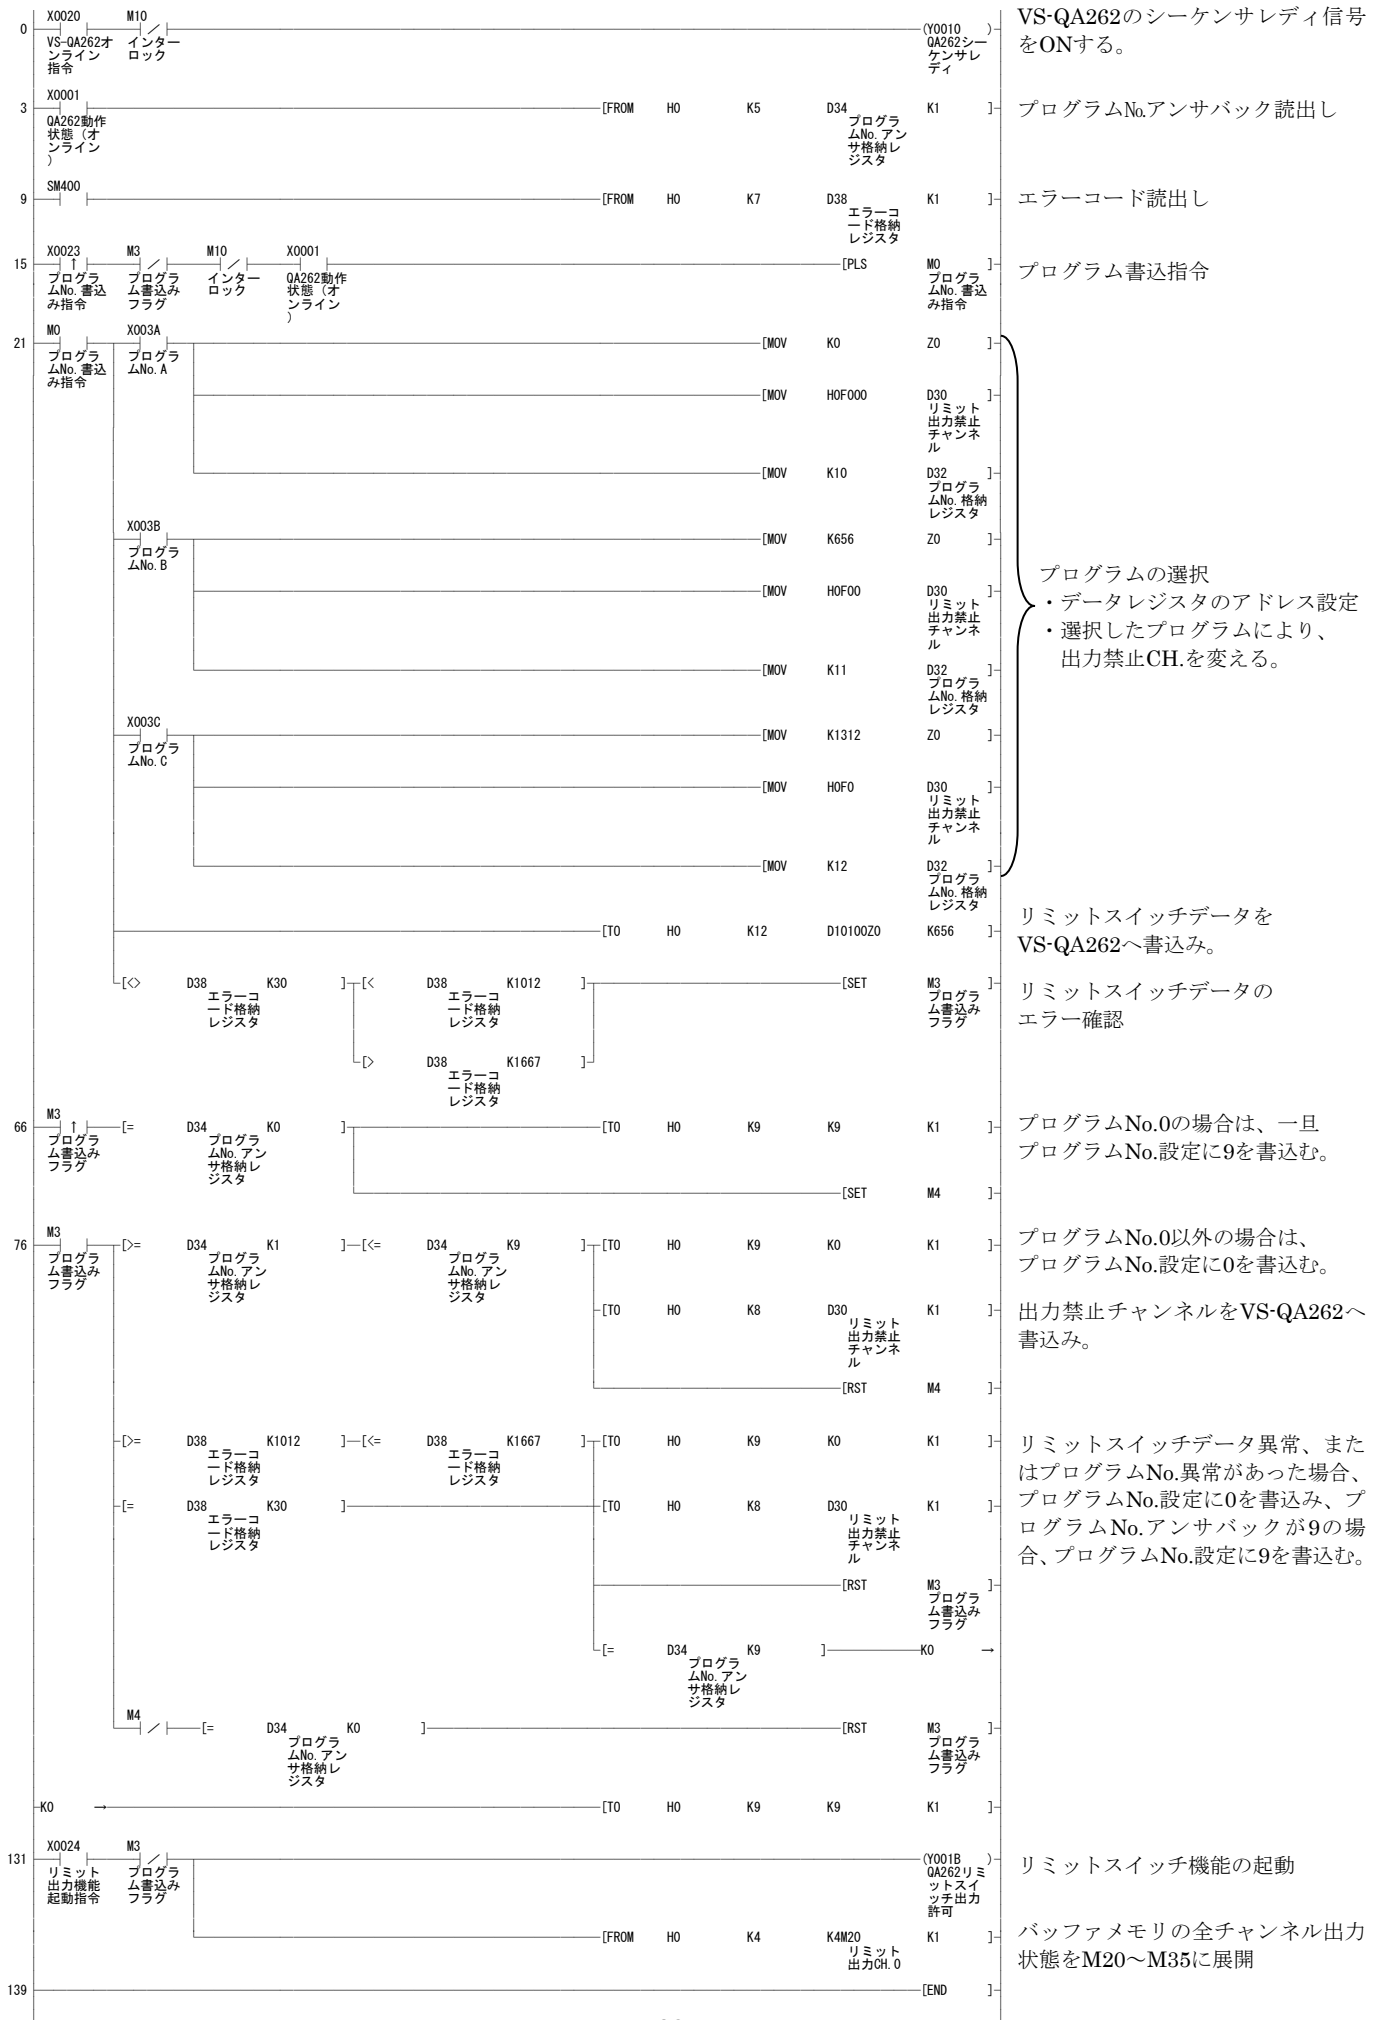 X0020 M10
0 (Y0010 )
VS-QA262オ インター QA262シー
ンライン ロック ケンサレ
指令 ディ
VS-QA262のシーケンサレディ信号
をONする。
X0001
3 [FROM H0 K5 D34 K1 ]
QA262動作 プログラ
状態（オ ムNo.アン
ンライン サ格納レ
） ジスタ
プログラム№アンサバック読出し
SM400
9 [FROM H0 K7 D38 K1 ]
エラーコ
ード格納
レジスタ
エラーコード読出し
X0023 M3 M10 X0001
15 ↑ [PLS M0 ]
プログラ プログラ インター QA262動作 プログラ
ムNo.書込 ム書込み ロック 状態（オ ムNo.書込
み指令 フラグ ンライン み指令
）
プログラム書込指令
M0 X003A
21 [MOV K0 Z0 ]
プログラ プログラ
ムNo.書込 ムNo.A
み指令
[MOV H0F000 D30 ]
リミット
出力禁止
チャンネ
ル
[MOV K10 D32 ]
プログラ
ムNo.格納
レジスタ
X003B
[MOV K656 Z0 ]
プログラ
ムNo.B
[MOV H0F00 D30 ]
リミット
出力禁止
チャンネ
ル
プログラムの選択
・データレジスタのアドレス設定
・選択したプログラムにより、
出力禁止CH.を変える。
[MOV K11 D32 ]
プログラ
ムNo.格納
レジスタ
X003C
[MOV K1312 Z0 ]
プログラ
ムNo.C
[MOV H0F0 D30 ]
リミット
出力禁止
チャンネ
ル
[MOV K12 D32 ]
プログラ
ムNo.格納
レジスタ
[TO H0 K12 D10100Z0 K656 ]
リミットスイッチデータを
VS-QA262へ書込み。
[<> D38 K30 ] [< D38 K1012 ] [SET M3 ]
エラーコ エラーコ プログラ
ード格納 ード格納 ム書込み
レジスタ レジスタ フラグ
リミットスイッチデータの
エラー確認
[> D38 K1667 ]
エラーコ
ード格納
レジスタ
M3
66 ↑ [= D34 K0 ] [TO H0 K9 K9 K1 ]
プログラ プログラ
ム書込み ムNo.アン
フラグ サ格納レ
ジスタ
プログラムNo.0の場合は、一旦
プログラムNo.設定に9を書込む。
[SET M4 ]
M3
76 [>= D34 K1 ] [<= D34 K9 ] [TO H0 K9 K0 K1 ]
プログラ プログラ プログラ
ム書込み ムNo.アン ムNo.アン
フラグ サ格納レ サ格納レ
ジスタ ジスタ
プログラムNo.0以外の場合は、
プログラムNo.設定に0を書込む。
[TO H0 K8 D30 K1 ]
リミット
出力禁止
チャンネ
ル
出力禁止チャンネルをVS-QA262へ
書込み。
[RST M4 ]
[>= D38 K1012 ] [<= D38 K1667 ] [TO H0 K9 K0 K1 ]
エラーコ エラーコ
ード格納 ード格納
レジスタ レジスタ
[= D38 K30 ] [TO H0 K8 D30 K1 ]
エラーコ リミット
ード格納 出力禁止
レジスタ チャンネ
ル
リミットスイッチデータ異常、また
はプログラムNo.異常があった場合、
プログラムNo.設定に0を書込み、プ
ログラムNo.アンサバックが9の場
合、プログラムNo.設定に9を書込む。
[RST M3 ]
プログラ
ム書込み
フラグ
[= D34 K9 ] K0 →
プログラ
ムNo.アン
サ格納レ
ジスタ
M4
[= D34 K0 ] [RST M3 ]
プログラ プログラ
ムNo.アン ム書込み
サ格納レ フラグ
ジスタ
K0 → [TO H0 K9 K9 K1 ]
X0024 M3
131 (Y001B )
リミット プログラ QA262リミ
出力機能 ム書込み ットスイ
起動指令 フラグ ッチ出力
許可
リミットスイッチ機能の起動
[FROM H0 K4 K4M20 K1 ]
リミット
出力CH.0
バッファメモリの全チャンネル出力
状態をM20～M35に展開
139 [END ]